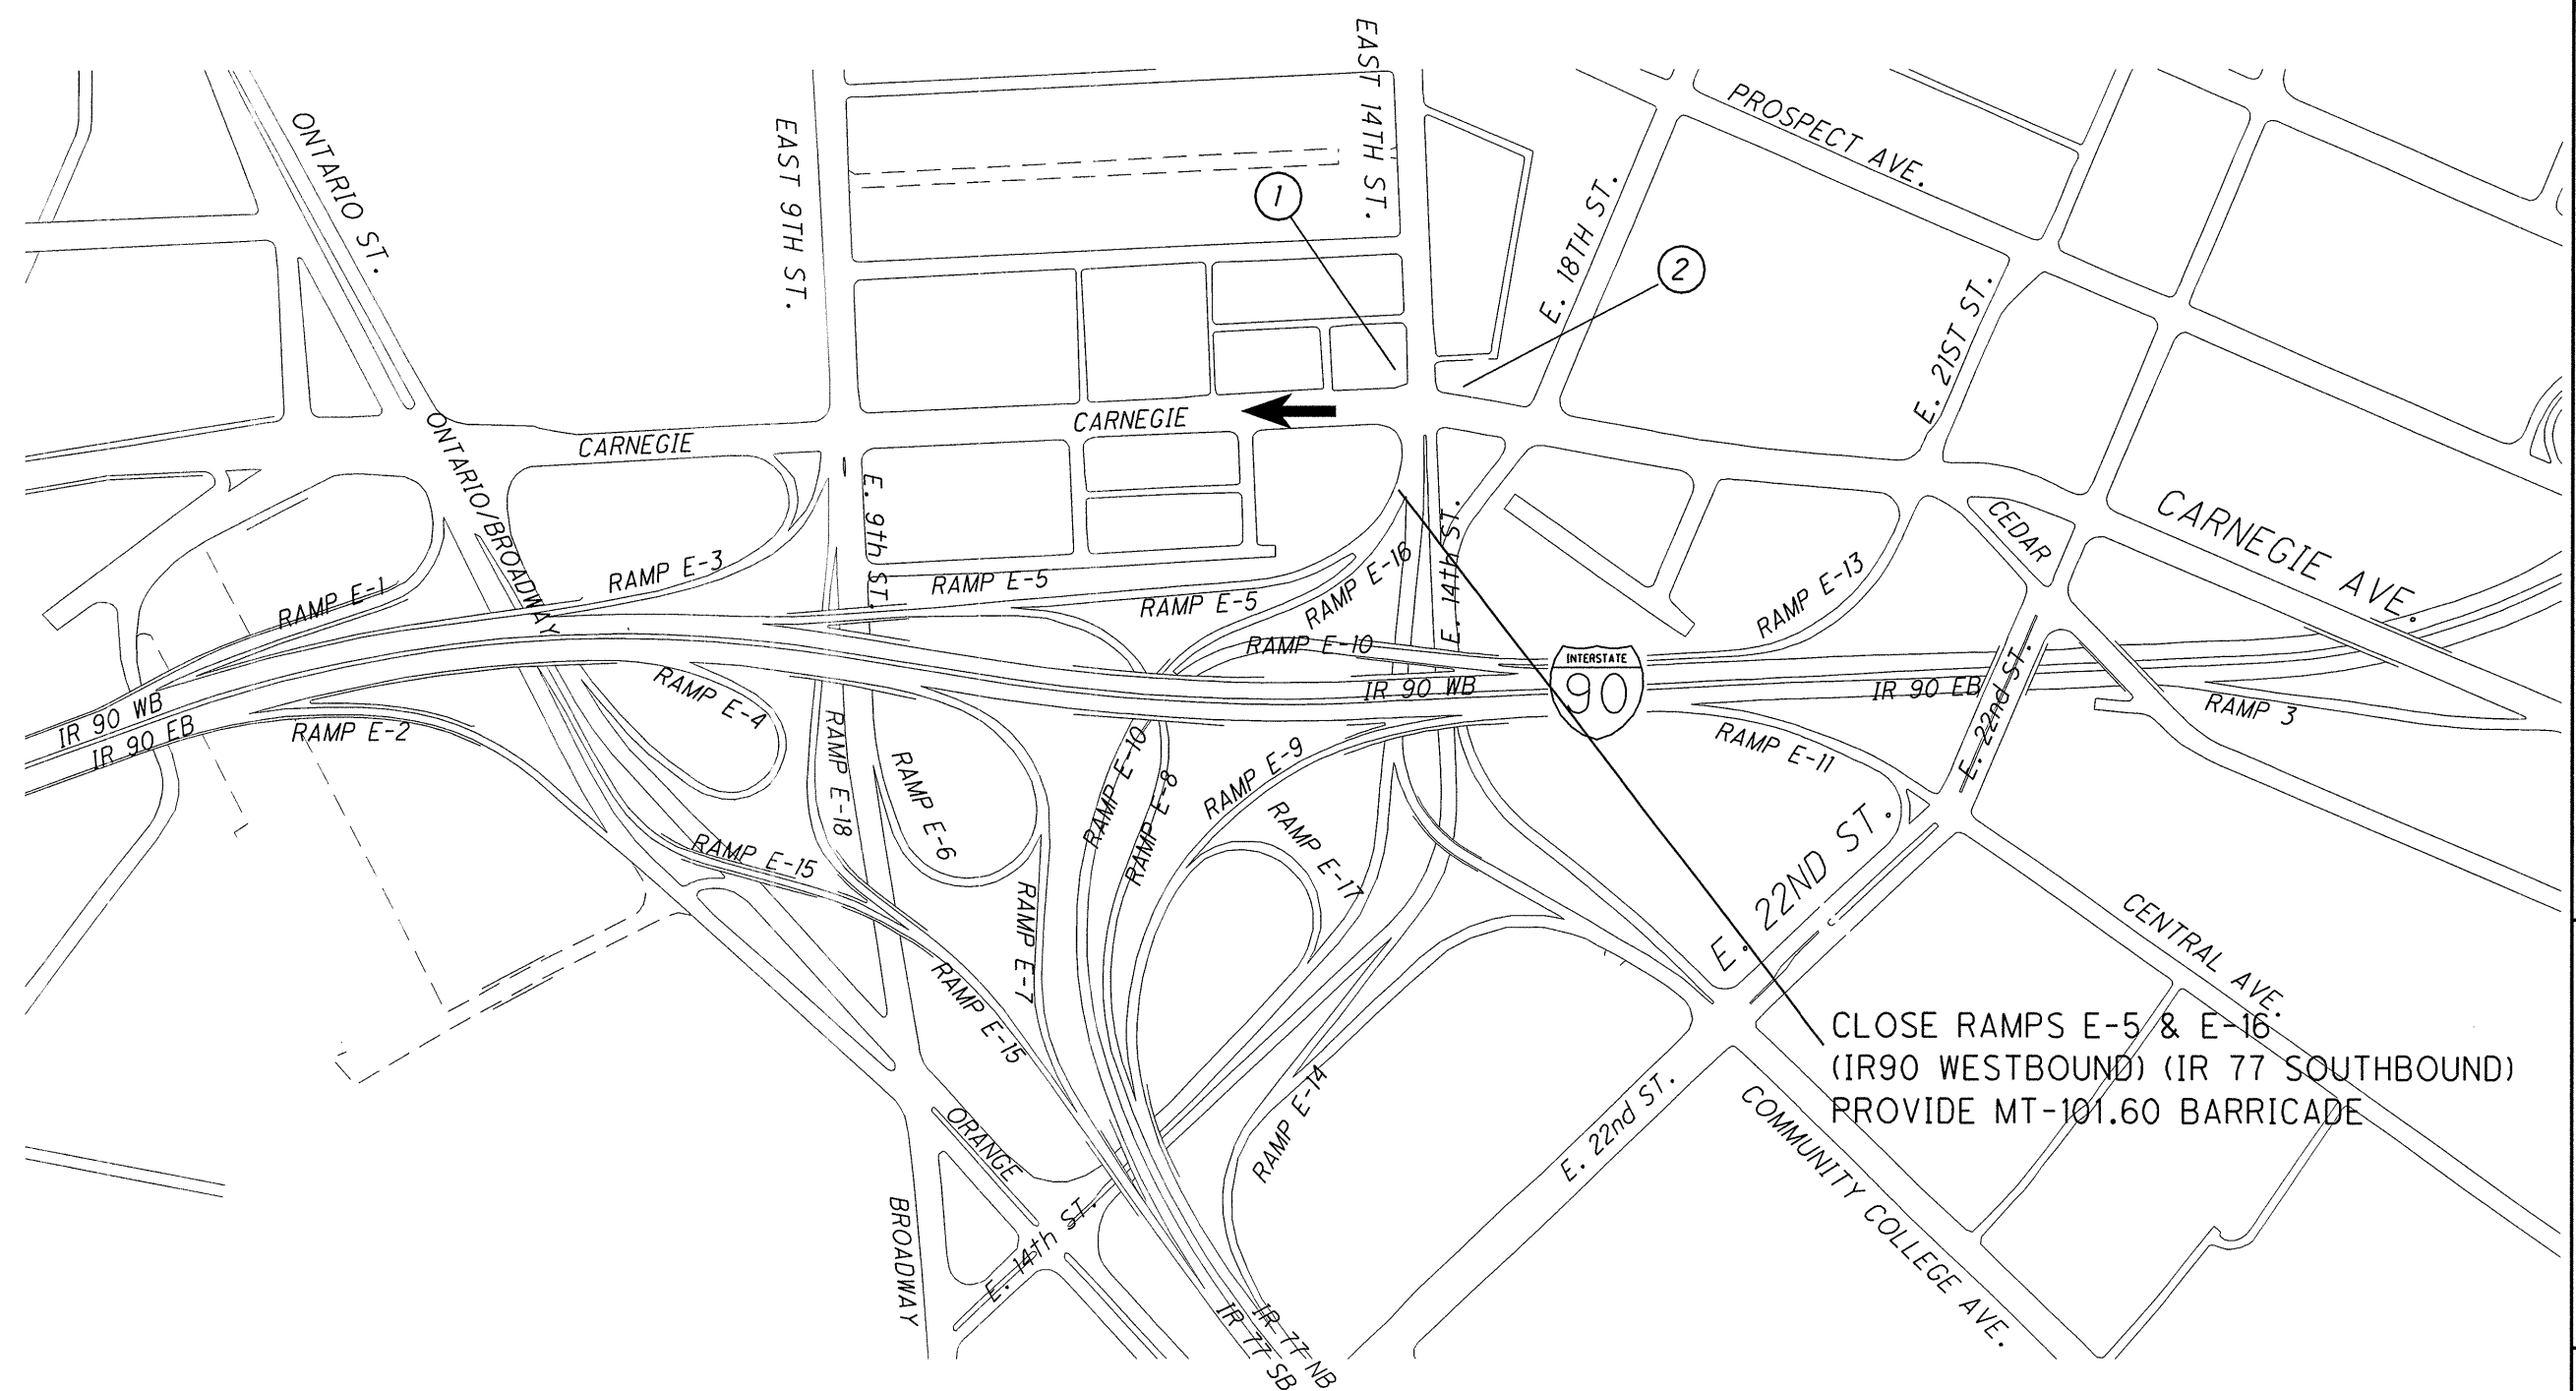 EAST 14TH ST.
ONTARIO ST.
EAST 9TH ST.
PROSPECT AVE.
1
E. 18TH ST.
2
E. 21ST ST.
CARNEGIE
CARNEGIE
ONTARIO/BROADWAY
E. 9th ST.
E. 14th ST.
CEDAR
CARNEGIE AVE.
RAMP E-1
RAMP E-3
RAMP E-5
RAMP E-5
RAMP E-16
RAMP E-13
RAMP E-10
INTERSTATE
90
IR 90 WB
IR 90 EB
E. 22nd ST.
RAMP 3
IR 90 WB
IR 90 EB
RAMP E-2
RAMP E-4
RAMP E-18
RAMP E-6
RAMP E-10
RAMP E-8
RAMP E-9
RAMP E-17
RAMP E-11
E. 22ND ST.
RAMP E-15
RAMP E-7
RAMP E-15
CENTRAL AVE.
CLOSE RAMPS E-5 & E-16
(IR90 WESTBOUND) (IR 77 SOUTHBOUND)
PROVIDE MT-101.60 BARRICADE
RAMP E-14
E. 22nd ST.
COMMUNITY COLLEGE AVE.
ORANGE
E. 14th ST.
BROADWAY
IR 77 SB
IR 77 NB